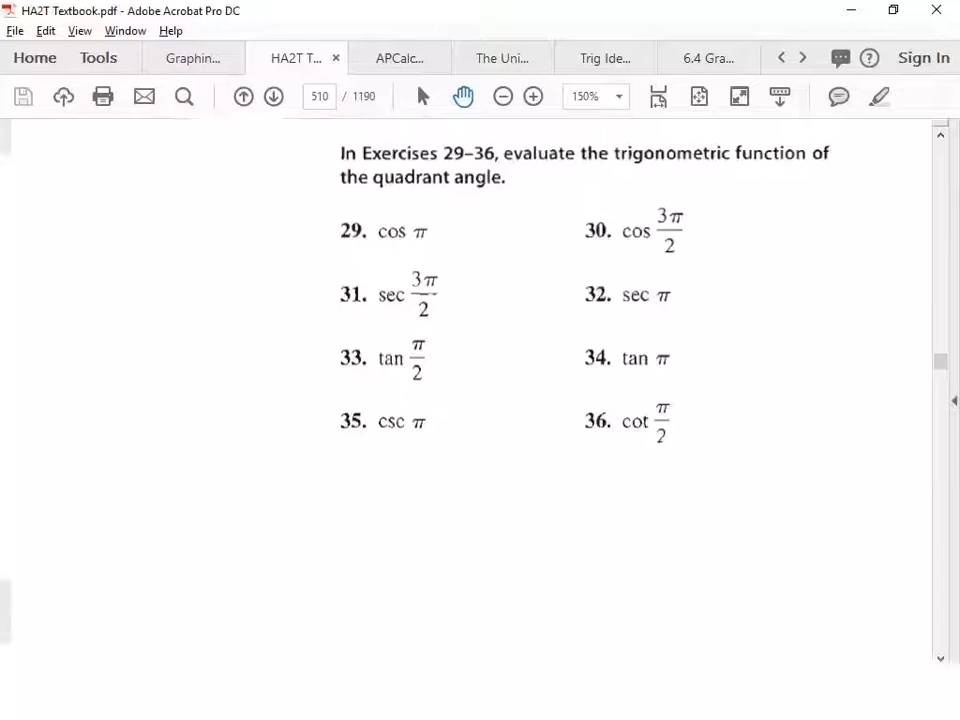 HA2T Textbook.pdf - Adobe Acrobat Pro DC
File Edit View Window Help
Home Tools Graphin... HA2T T... × APCalc... The Uni... Trig Ide... 6.4 Gra... Sign In
510 / 1190 150%
In Exercises 29–36, evaluate the trigonometric function of
the quadrant angle.
29. cos π
30. cos 3π/2
31. sec 3π/2
32. sec π
33. tan π/2
34. tan π
35. csc π
36. cot π/2